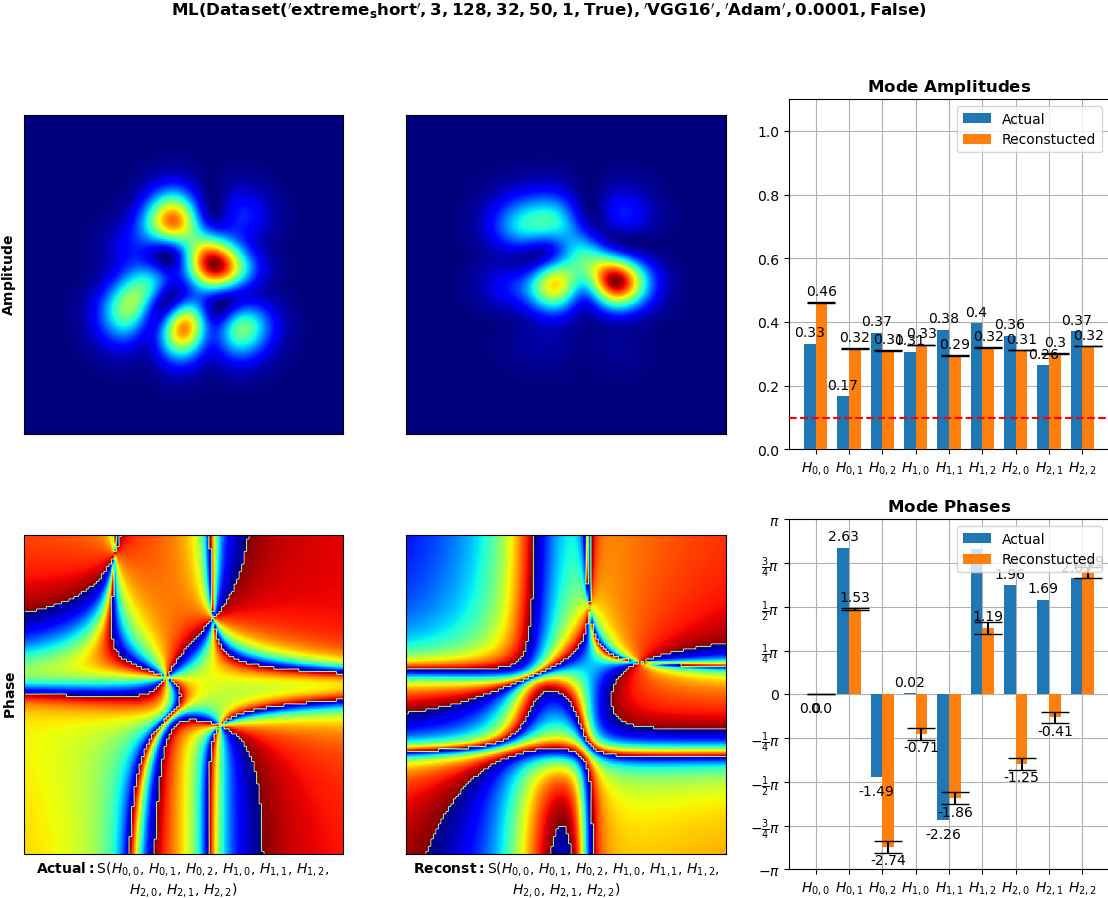 ML(Dataset('extreme_short', 3, 128, 32, 50, 1, True), 'VGG16', 'Adam', 0.0001, False)
Amplitude
Mode Amplitudes
Actual
Reconstucted
1.0
0.8
0.6
0.4
0.2
0.0
0.33
0.46
0.17
0.32
0.37
0.31
0.31
0.33
0.38
0.29
0.4
0.32
0.36
0.31
0.26
0.3
0.37
0.32
H0,0 H0,1 H0,2 H1,0 H1,1 H1,2 H2,0 H2,1 H2,2
Phase
Actual: S(H0,0, H0,1, H0,2, H1,0, H1,1, H1,2,
H2,0, H2,1, H2,2)
Reconst: S(H0,0, H0,1, H0,2, H1,0, H1,1, H1,2,
H2,0, H2,1, H2,2)
Mode Phases
Actual
Reconstucted
π
3/4π
1/2π
1/4π
0
−1/4π
−1/2π
−3/4π
−π
0.0
0.0
2.63
1.53
-1.49
-2.74
0.02
-0.71
-2.26
-1.86
1.19
1.96
-1.25
1.69
-0.41
H0,0 H0,1 H0,2 H1,0 H1,1 H1,2 H2,0 H2,1 H2,2